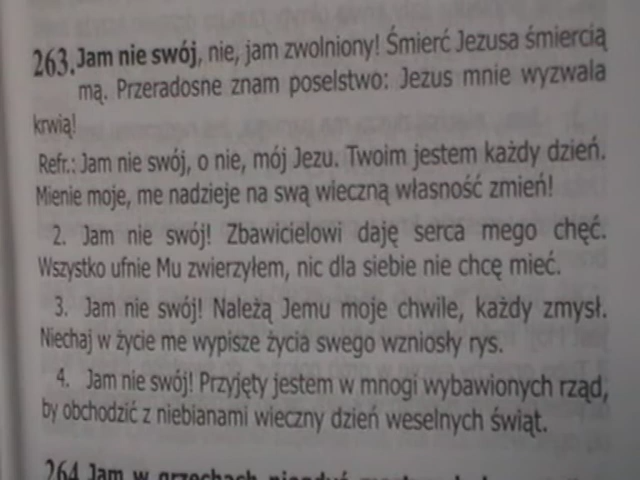 263. Jam nie swój, nie, jam zwolniony! Śmierć Jezusa śmiercią
mą. Przeradosne znam poselstwo: Jezus mnie wyzwala
krwią!
Refr.: Jam nie swój, o nie, mój Jezu. Twoim jestem każdy dzień.
Mienie moje, me nadzieje na swą wieczną własność zmień!
2. Jam nie swój! Zbawicielowi daję serca mego chęć.
Wszystko ufnie Mu zwierzyłem, nic dla siebie nie chcę mieć.
3. Jam nie swój! Należą Jemu moje chwile, każdy zmysł.
Niechaj w życie me wypisze życia swego wzniosły rys.
4. Jam nie swój! Przyjęty jestem w mnogi wybawionych rząd,
by obchodzić z niebianami wieczny dzień weselnych świąt.
264 Jam w grzechach